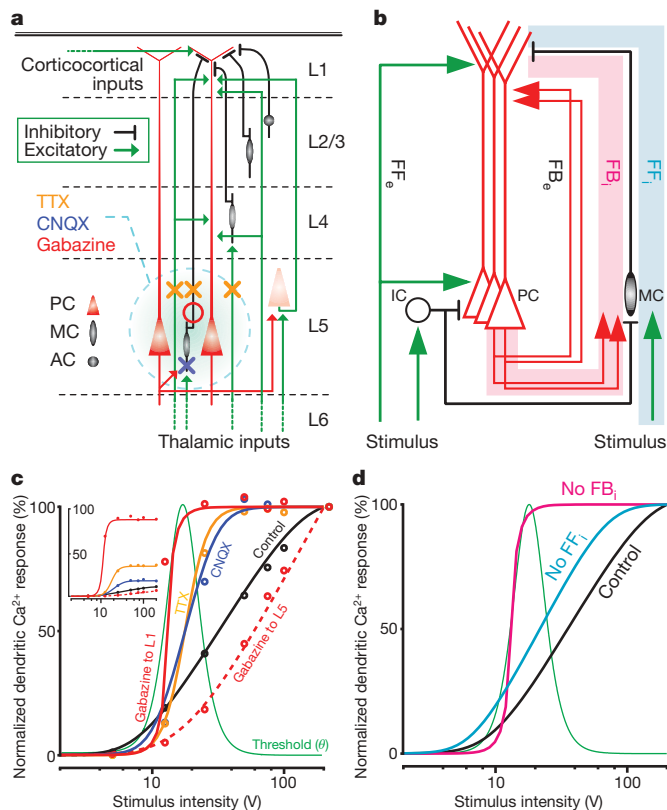 a
Corticocortical
inputs
L1
Inhibitory
Excitatory
L2/3
TTX
CNQX
Gabazine
L4
PC
MC
AC
L5
L6
Thalamic inputs
b
FFe
FBe
FBi
FFi
IC
PC
MC
Stimulus
Stimulus
c
Normalized dendritic Ca2+ response (%)
100
50
0
100
50
10
100
Gabazine to L1
TTX
CNQX
Control
Gabazine to L5
Threshold (θ)
10
100
Stimulus intensity (V)
d
Normalized dendritic Ca2+ response (%)
100
50
0
No FBi
No FFi
Control
10
100
Stimulus intensity (V)